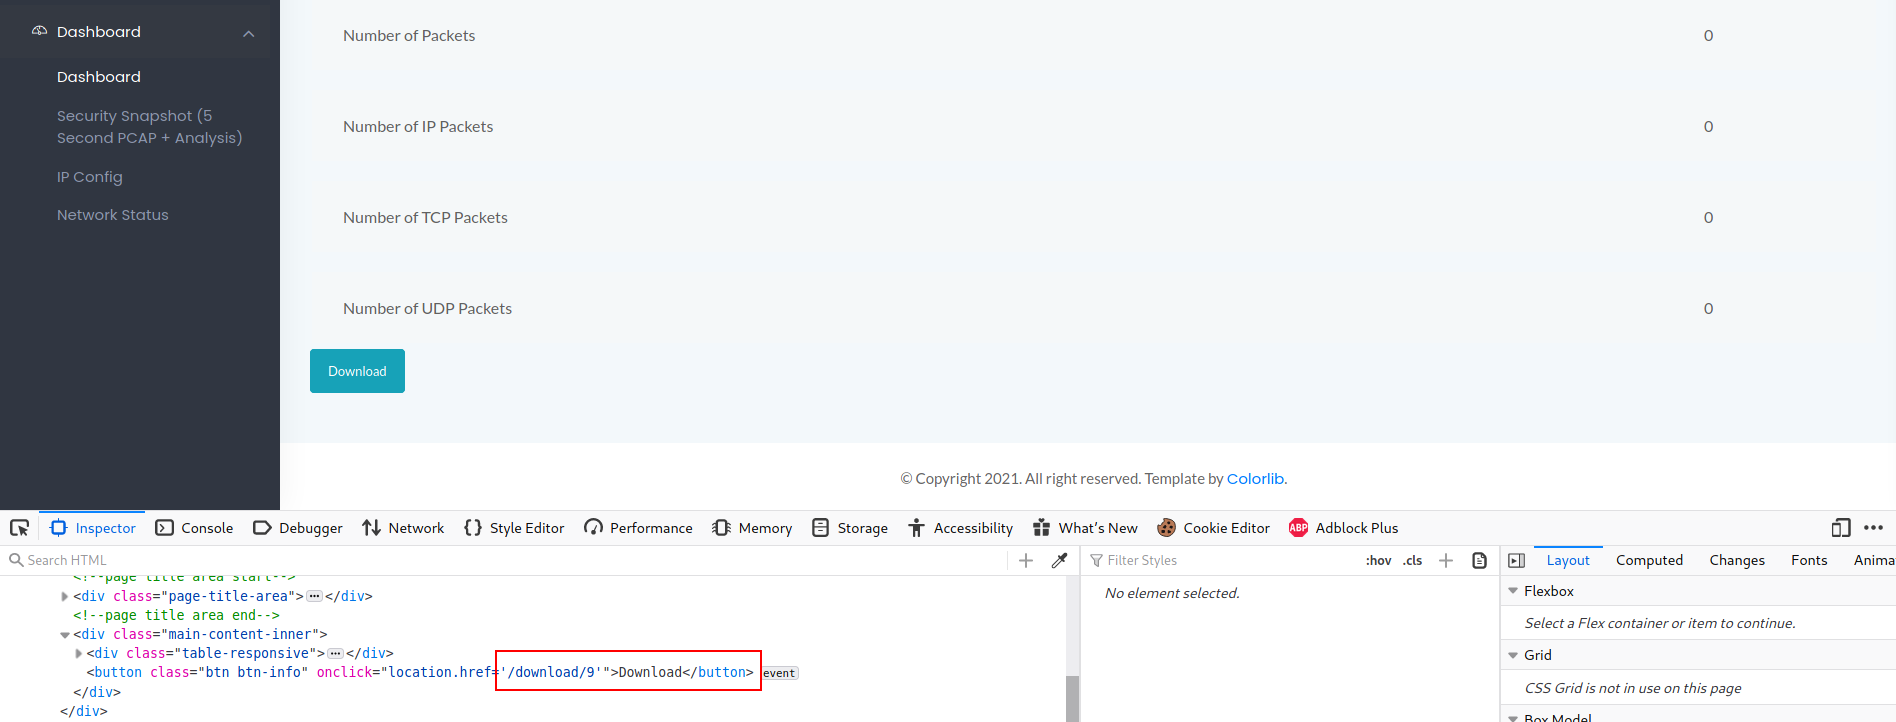 Dashboard
Dashboard
Security Snapshot (5
Second PCAP + Analysis)
IP Config
Network Status
Number of Packets 0
Number of IP Packets 0
Number of TCP Packets 0
Number of UDP Packets 0
Download
© Copyright 2021. All right reserved. Template by Colorlib.
Inspector Console Debugger Network Style Editor Performance Memory Storage Accessibility What's New Cookie Editor ABP Adblock Plus
Search HTML
Filter Styles :hov .cls
Layout Computed Changes Fonts Anima
<!--page title area start-->
<div class="page-title-area"></div>
<!--page title area end-->
<div class="main-content-inner">
<div class="table-responsive"></div>
<button class="btn btn-info" onclick="location.href='/download/9'">Download</button> event
</div>
</div>
No element selected.
Flexbox
Select a Flex container or item to continue.
Grid
CSS Grid is not in use on this page
Box Model